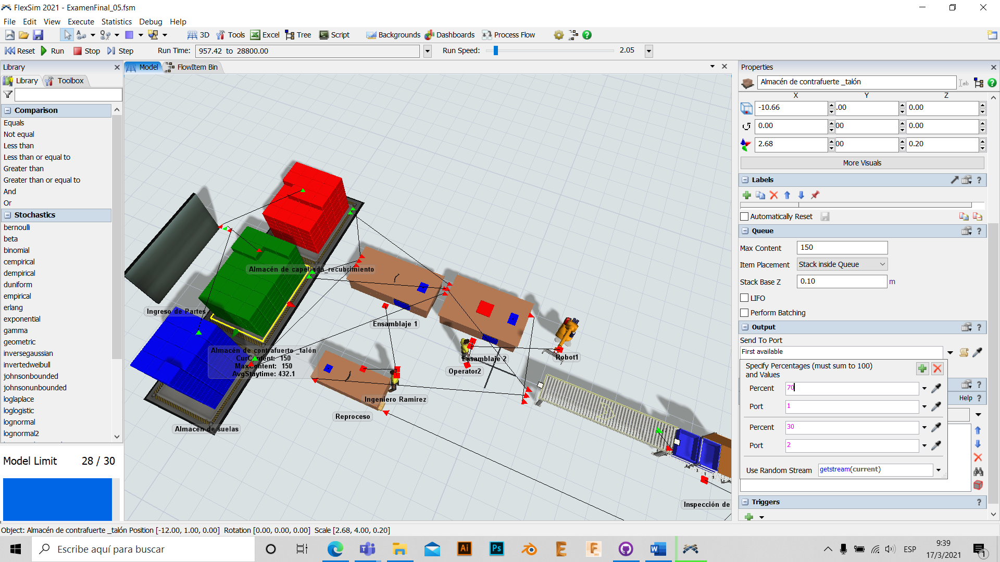 FlexSim 2021 - ExamenFinal_05.fsm
File Edit View Execute Statistics Debug Help
3D Tools Excel Tree Script Backgrounds Dashboards Process Flow
Reset Run Stop Step Run Time: 957.42 to 28800.00 Run Speed: 2.05
Library
Library Toolbox
Comparison
Equals
Not equal
Less than
Less than or equal to
Greater than
Greater than or equal to
And
Or
Stochastics
bernoulli
beta
binomial
cempirical
dempirical
duniform
empirical
erlang
exponential
gamma
geometric
inversegaussian
invertedweibull
johnsonbounded
johnsonunbounded
loglaplace
loglogistic
lognormal
lognormal2
Model Limit 28 / 30
Model FlowItem Bin
Almacén de capellada_recubrimiento
Ingreso de Partes
Ensamblaje 1
Almacén de contrafuerte _talón
CurContent: 150
MaxContent: 150
AvgStaytime: 432.1
Ensamblaje 2
Robot1
Operator2
Ingeniero Ramirez
Reproceso
Almacén de suelas
Inspección de
Properties
Almacén de contrafuerte _talón
X Y Z
-10.66 .00 0.00
0.00 00 0.00
2.68 00 0.20
More Visuals
Labels
Automatically Reset
Queue
Max Content 150
Item Placement Stack inside Queue
Stack Base Z 0.10 m
LIFO
Perform Batching
Output
Send To Port
First available
Specify Percentages (must sum to 100)
and Values
Percent 70
Port 1
Percent 30
Port 2
Use Random Stream getstream(current)
Help
Triggers
Object: Almacén de contrafuerte _talón Position [-12.00, 1.00, 0.00] Rotation [0.00, 0.00, 0.00] Scale [2.68, 4.00, 0.20]
Escribe aquí para buscar
Ai
Ps
ESP
9:39
17/3/2021
1